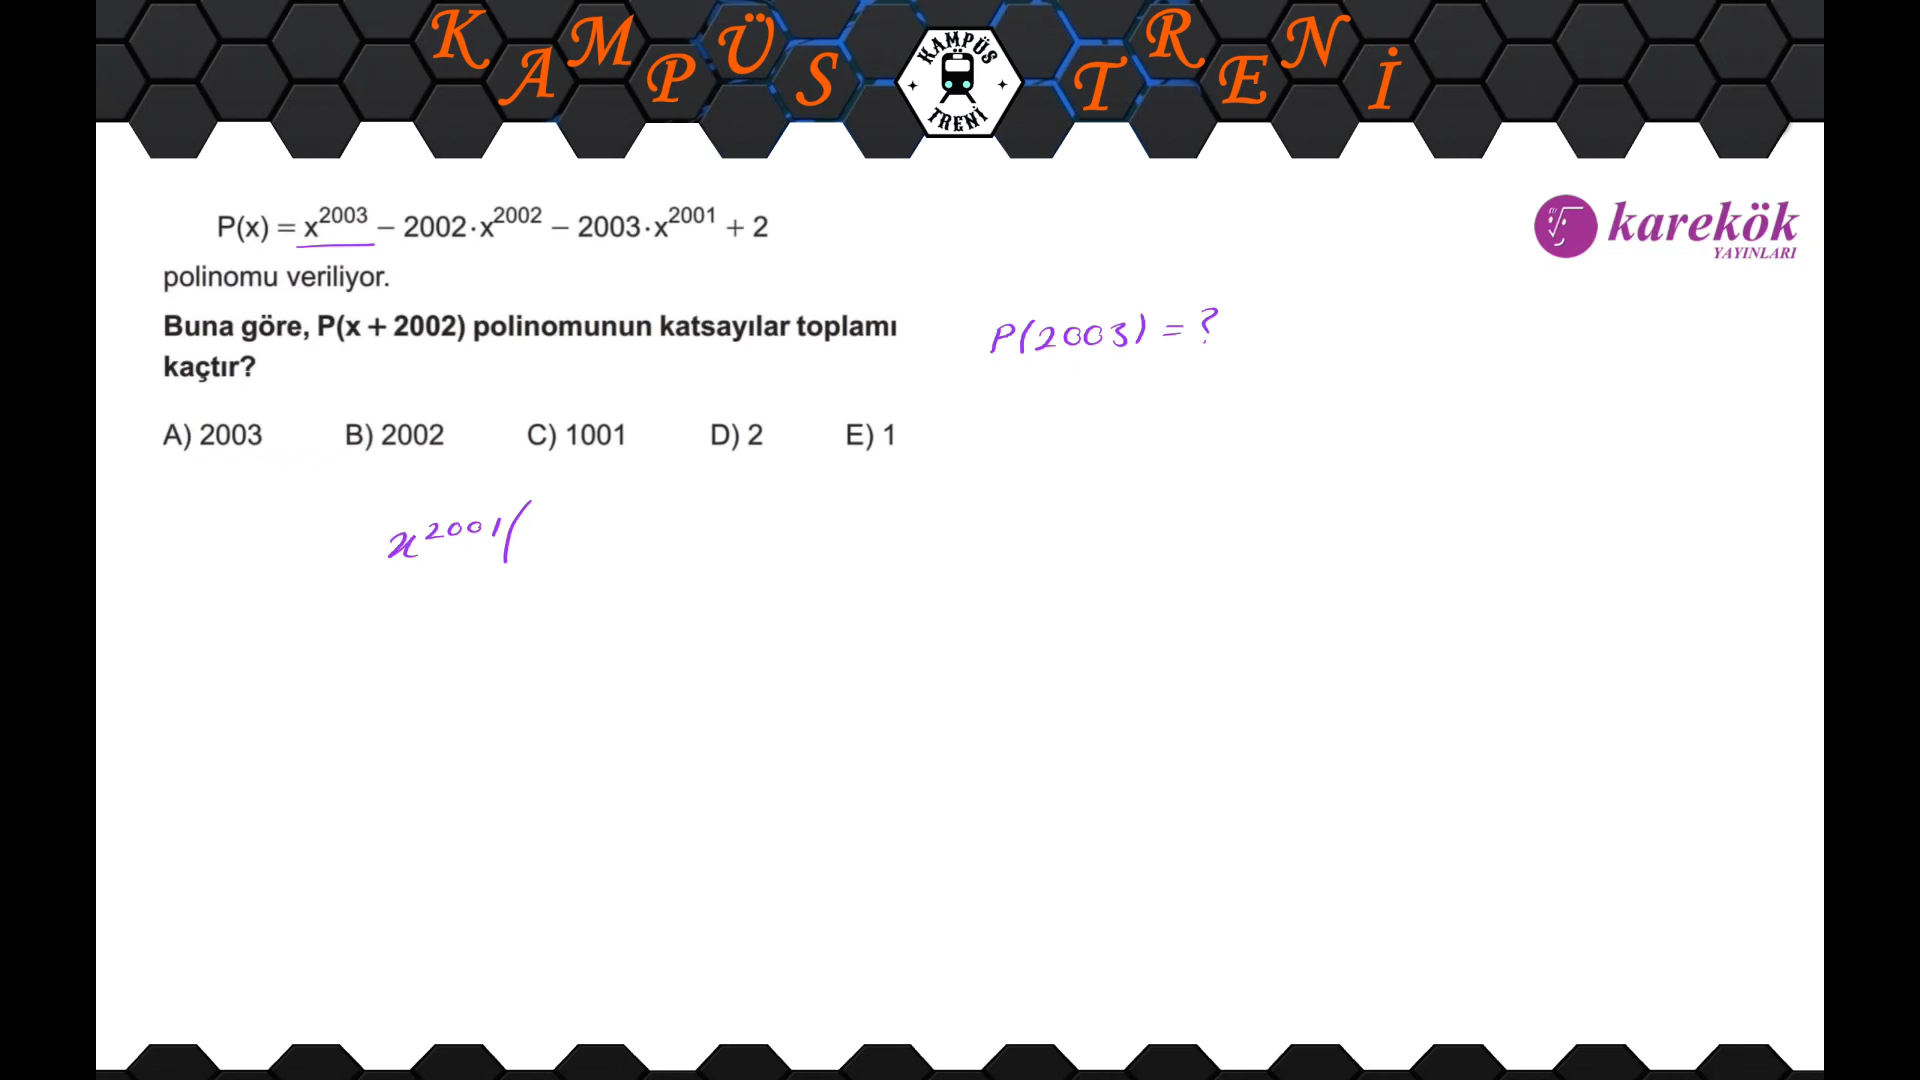 KAMPÜS TRENİ
KAMPÜS
TRENİ
P(x) = x^2003 − 2002·x^2002 − 2003·x^2001 + 2
karekök
YAYINLARI
polinomu veriliyor.
Buna göre, P(x + 2002) polinomunun katsayılar toplamı
kaçtır?
P(2003) = ?
A) 2003 B) 2002 C) 1001 D) 2 E) 1
x^2001(